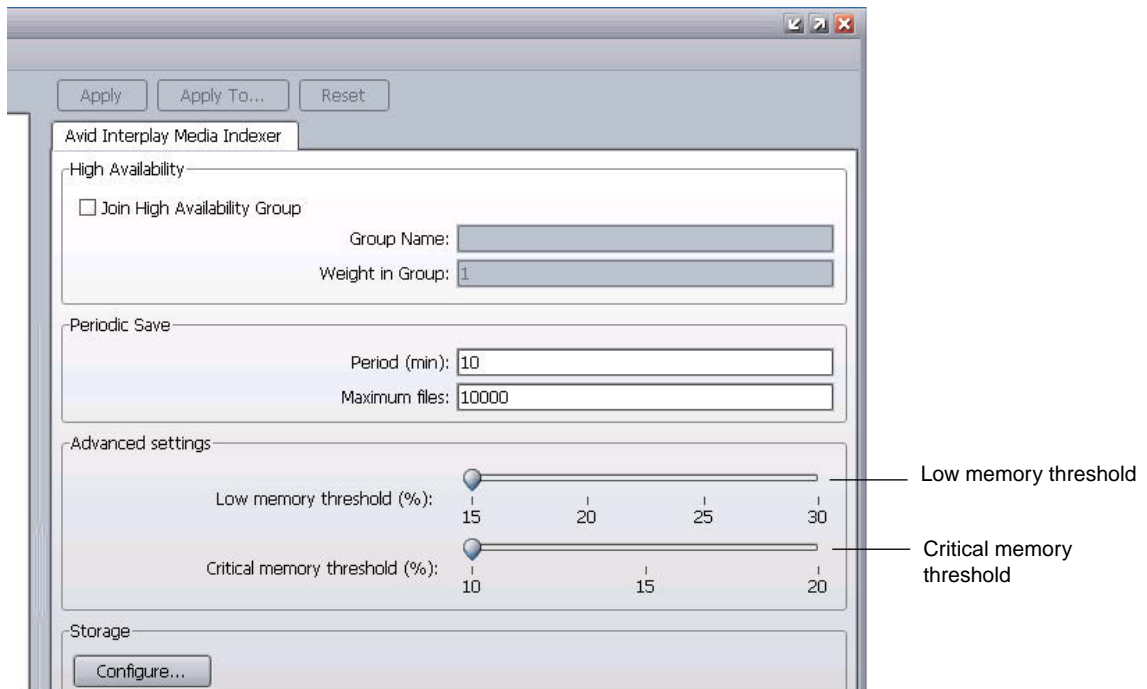 Apply Apply To... Reset
Avid Interplay Media Indexer
High Availability
Join High Availability Group
Group Name:
Weight in Group: 1
Periodic Save
Period (min): 10
Maximum files: 10000
Advanced settings
Low memory threshold (%):
15 20 25 30
Low memory threshold
Critical memory threshold (%):
10 15 20
Critical memory
threshold
Storage
Configure...